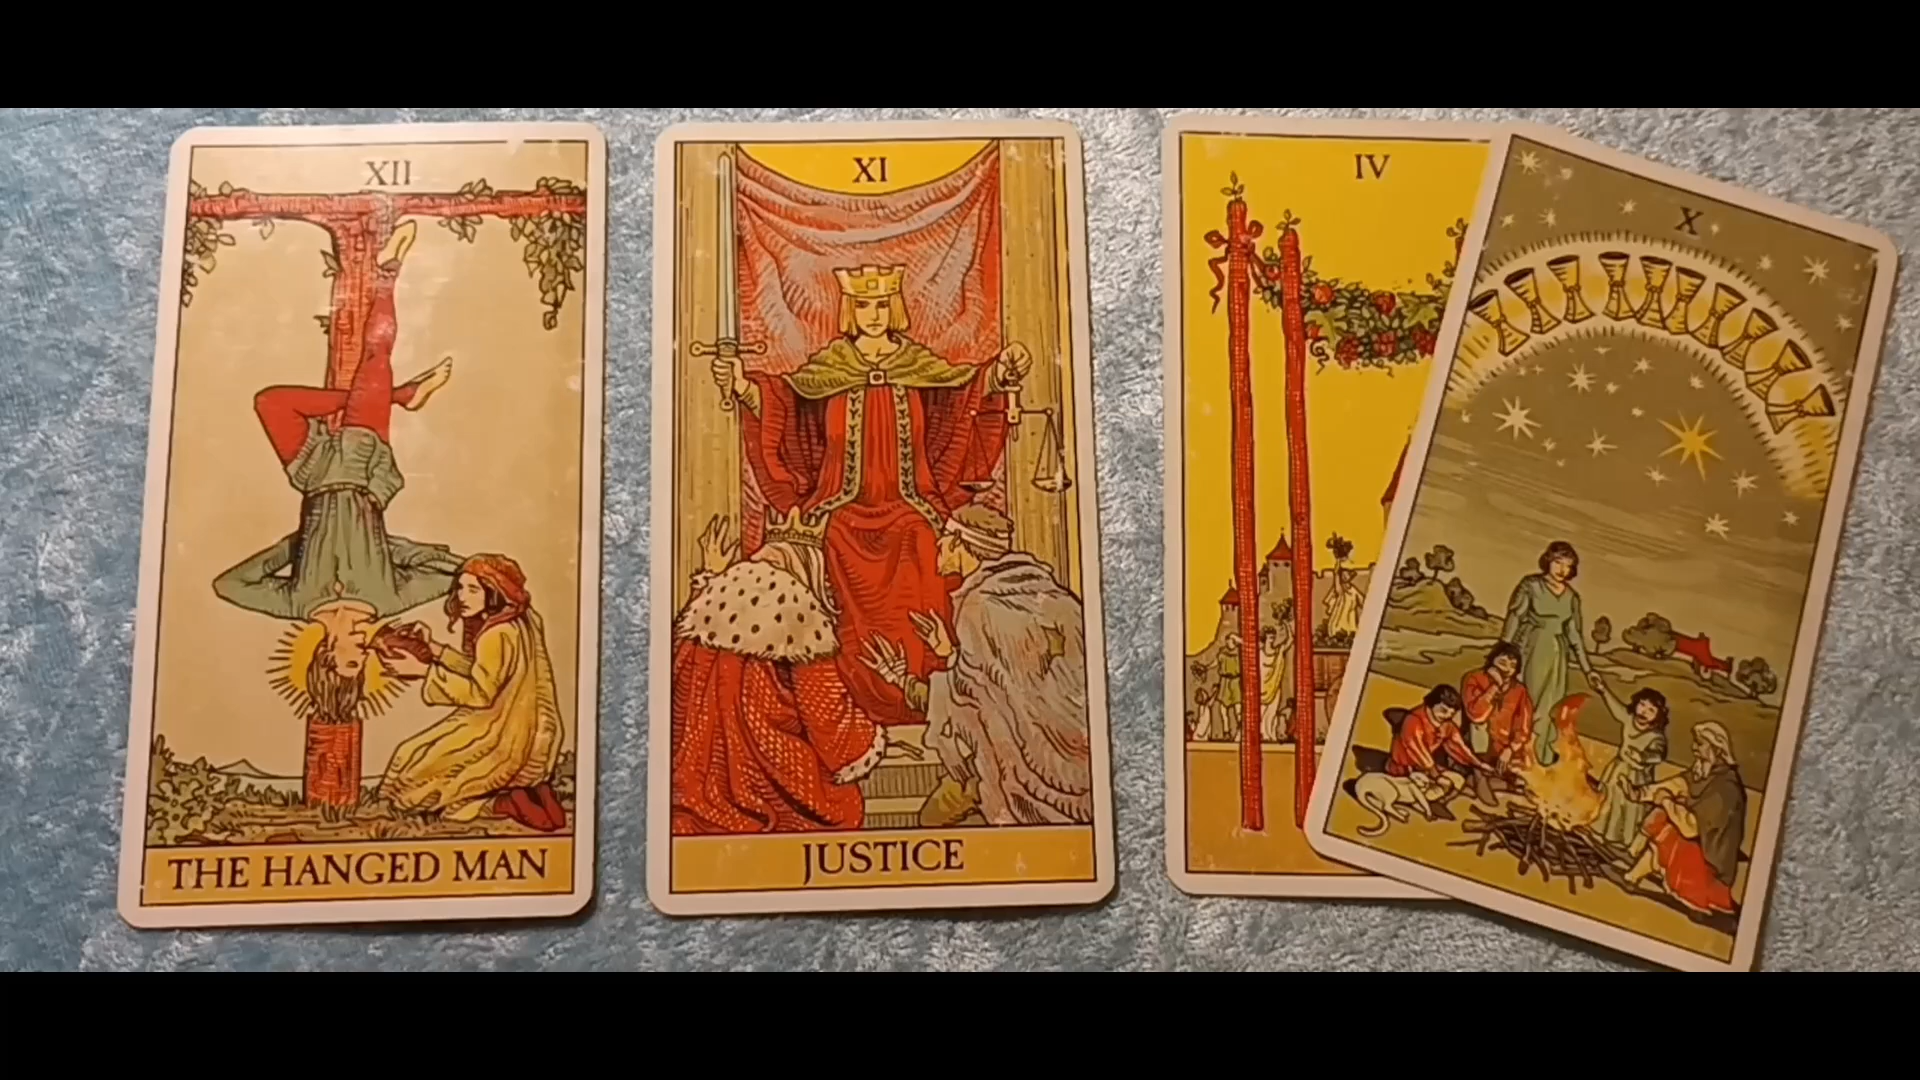 XII
THE HANGED MAN
XI
JUSTICE
IV
X